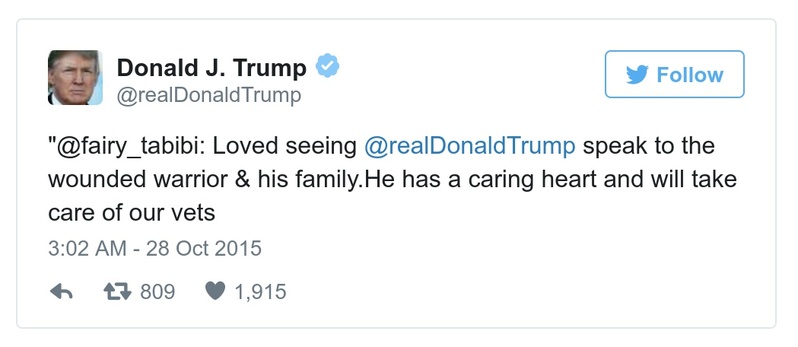 Donald J. Trump
@realDonaldTrump
Follow
"@fairy_tabibi: Loved seeing @realDonaldTrump speak to the
wounded warrior & his family.He has a caring heart and will take
care of our vets
3:02 AM - 28 Oct 2015
809 1,915